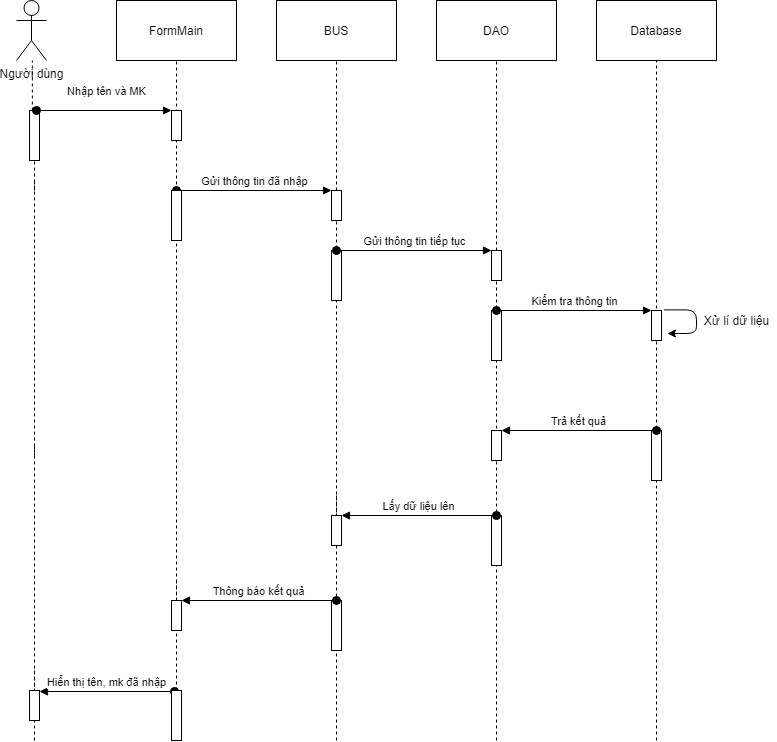 FormMain
BUS
DAO
Database
Người dùng
Nhập tên và MK
Gửi thông tin đã nhập
Gửi thông tin tiếp tục
Kiểm tra thông tin
Xử lí dữ liệu
Trả kết quả
Lấy dữ liệu lên
Thông báo kết quả
Hiển thị tên, mk đã nhập